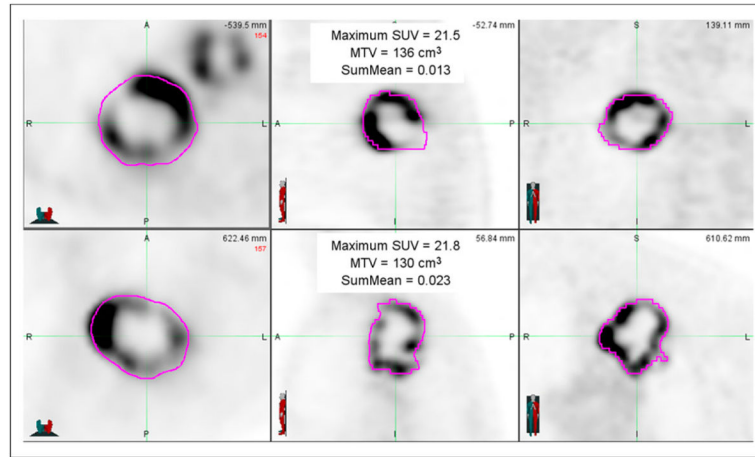 A
-539.5 mm
154
R
L
P
Maximum SUV = 21.5
MTV = 136 cm³
SumMean = 0.013
-52.74 mm
A
P
I
S
139.11 mm
R
L
I
A
622.46 mm
157
R
L
P
Maximum SUV = 21.8
MTV = 130 cm³
SumMean = 0.023
56.84 mm
A
P
I
S
610.62 mm
R
L
I